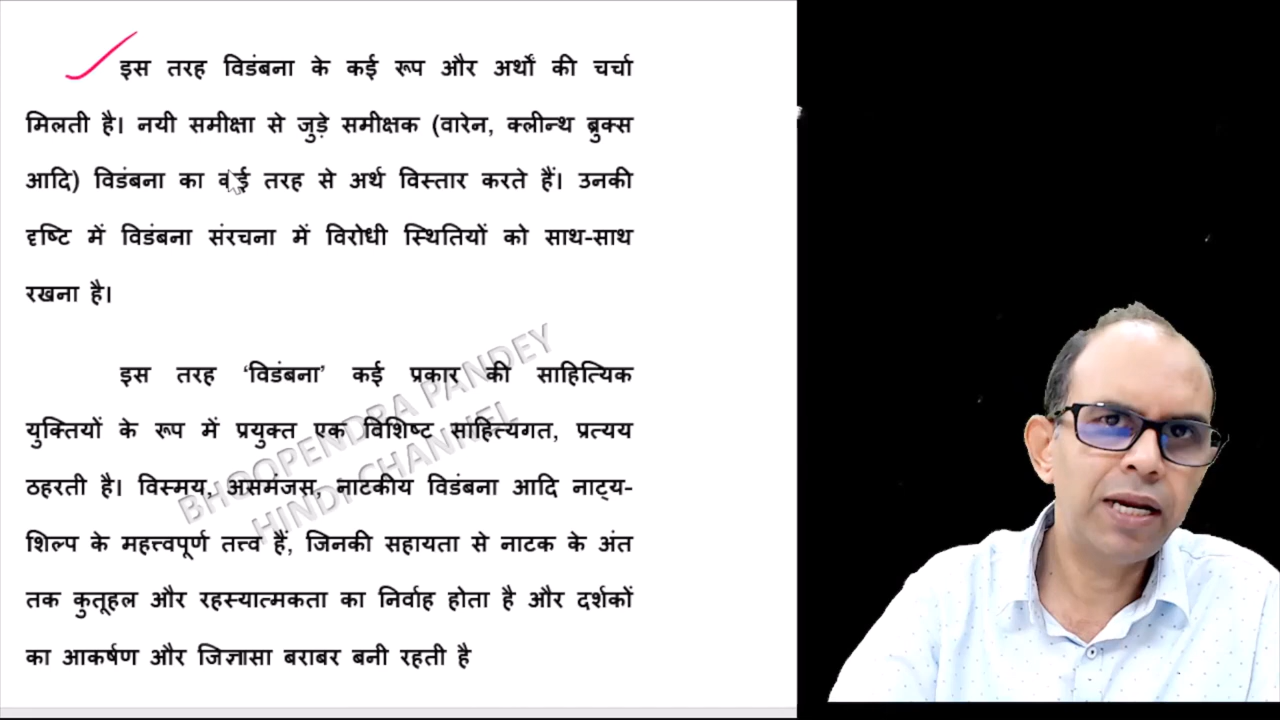 इस तरह विडंबना के कई रूप और अर्थों की चर्चा
मिलती है। नयी समीक्षा से जुड़े समीक्षक (वारेन, क्लीन्थ ब्रुक्स
आदि) विडंबना का कई तरह से अर्थ विस्तार करते हैं। उनकी
दृष्टि में विडंबना संरचना में विरोधी स्थितियों को साथ-साथ
रखना है।
इस तरह ‘विडंबना’ कई प्रकार की साहित्यिक
युक्तियों के रूप में प्रयुक्त एक विशिष्ट साहित्यगत, प्रत्यय
ठहरती है। विस्मय, असमंजस, नाटकीय विडंबना आदि नाट्य-
शिल्प के महत्त्वपूर्ण तत्त्व हैं, जिनकी सहायता से नाटक के अंत
तक कुतूहल और रहस्यात्मकता का निर्वाह होता है और दर्शकों
का आकर्षण और जिज्ञासा बराबर बनी रहती है
BHOOPENDRA PANDEY
HINDI CHANNEL